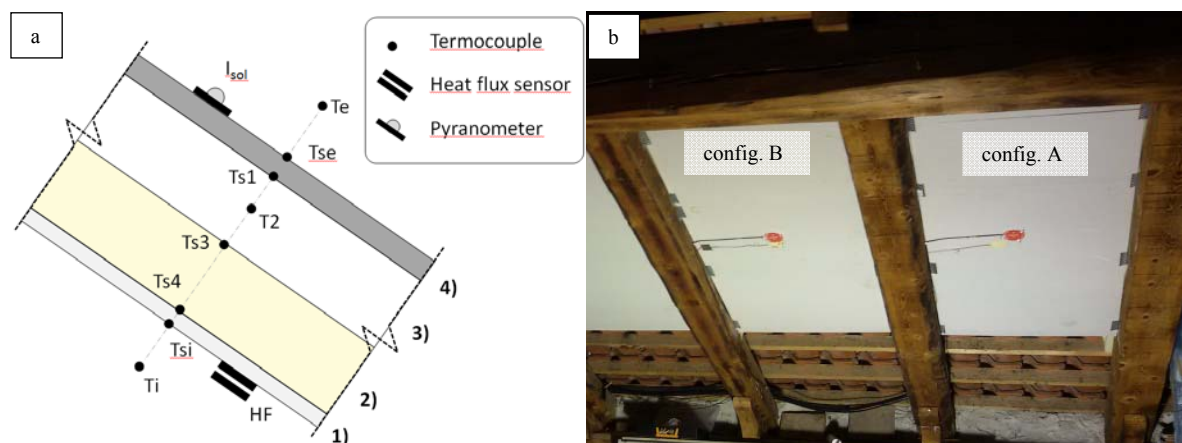 a
I sol
Termocouple
Heat flux sensor
Pyranometer
Te
Tse
Ts1
T2
Ts3
Ts4
Tsi
Ti
HF
4)
3)
2)
1)
b
config. B
config. A